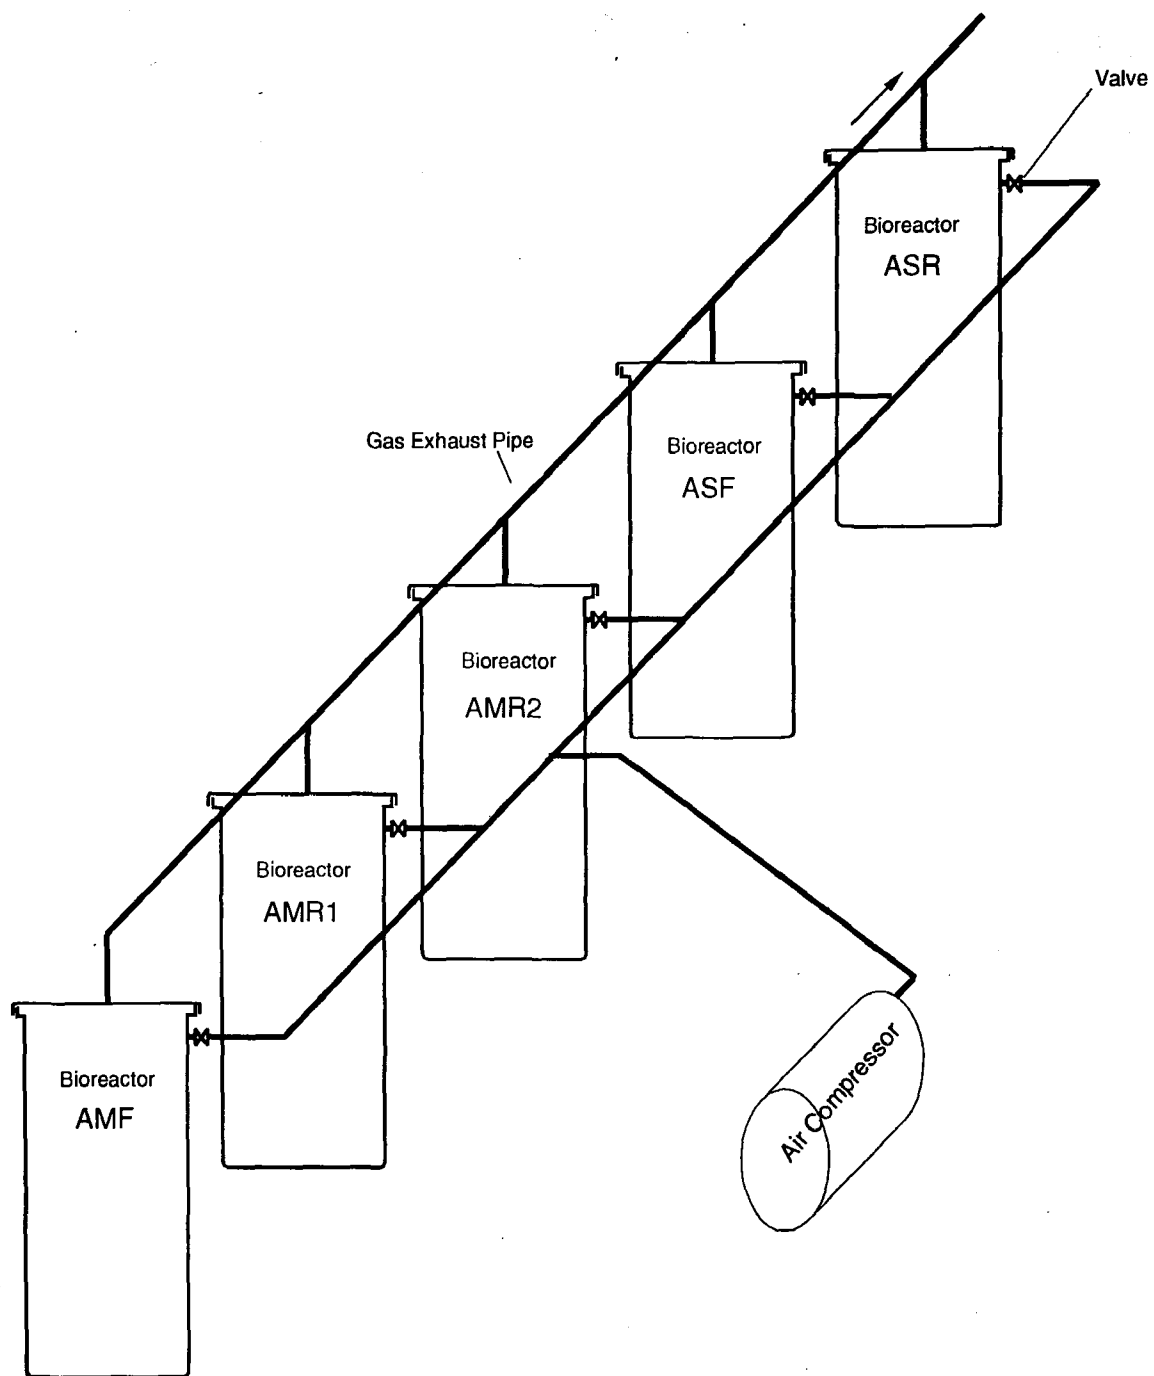 Valve
Bioreactor
ASR
Gas Exhaust Pipe
Bioreactor
ASF
Bioreactor
AMR2
Bioreactor
AMR1
Bioreactor
AMF
Air Compressor